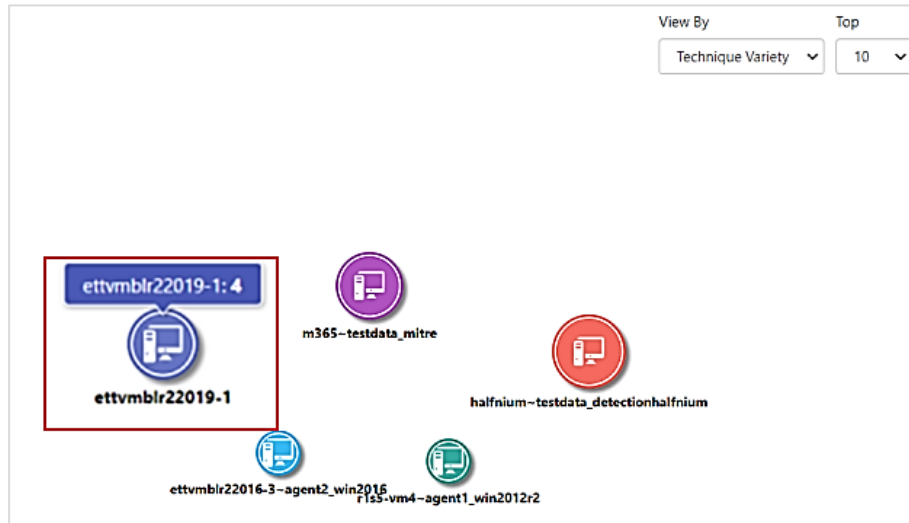 View By
Top
Technique Variety
10
ettvmblr22019-1: 4
ettvmblr22019-1
m365~testdata_mitre
halfnium~testdata_detectionhalfnium
ettvmblr22016-3~agent2_win2016
r1s5-vm4~agent1_win2012r2